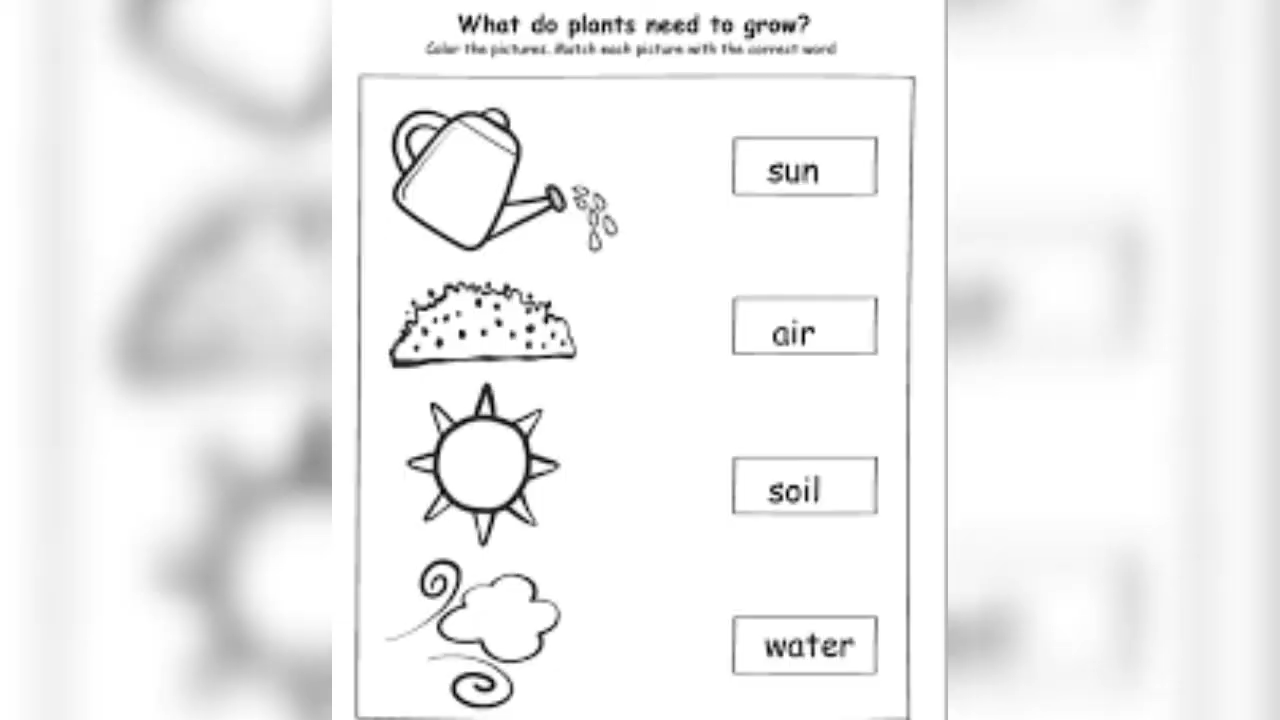 What do plants need to grow?
Color the pictures. Match each picture with the correct word
sun
air
soil
water